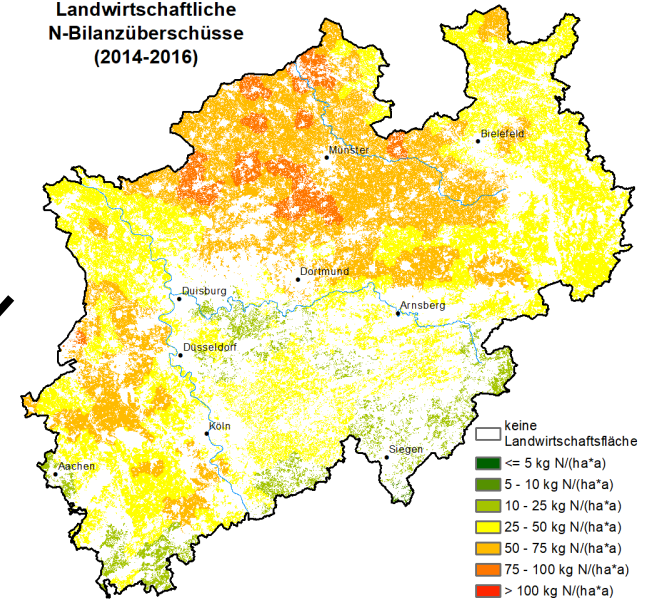 Landwirtschaftliche
N-Bilanzüberschüsse
(2014-2016)
Bielefeld
Münster
Dortmund
Duisburg
Arnsberg
Düsseldorf
Köln
Siegen
Aachen
keine
Landwirtschaftsfläche
<= 5 kg N/(ha*a)
5 - 10 kg N/(ha*a)
10 - 25 kg N/(ha*a)
25 - 50 kg N/(ha*a)
50 - 75 kg N/(ha*a)
75 - 100 kg N/(ha*a)
> 100 kg N/(ha*a)